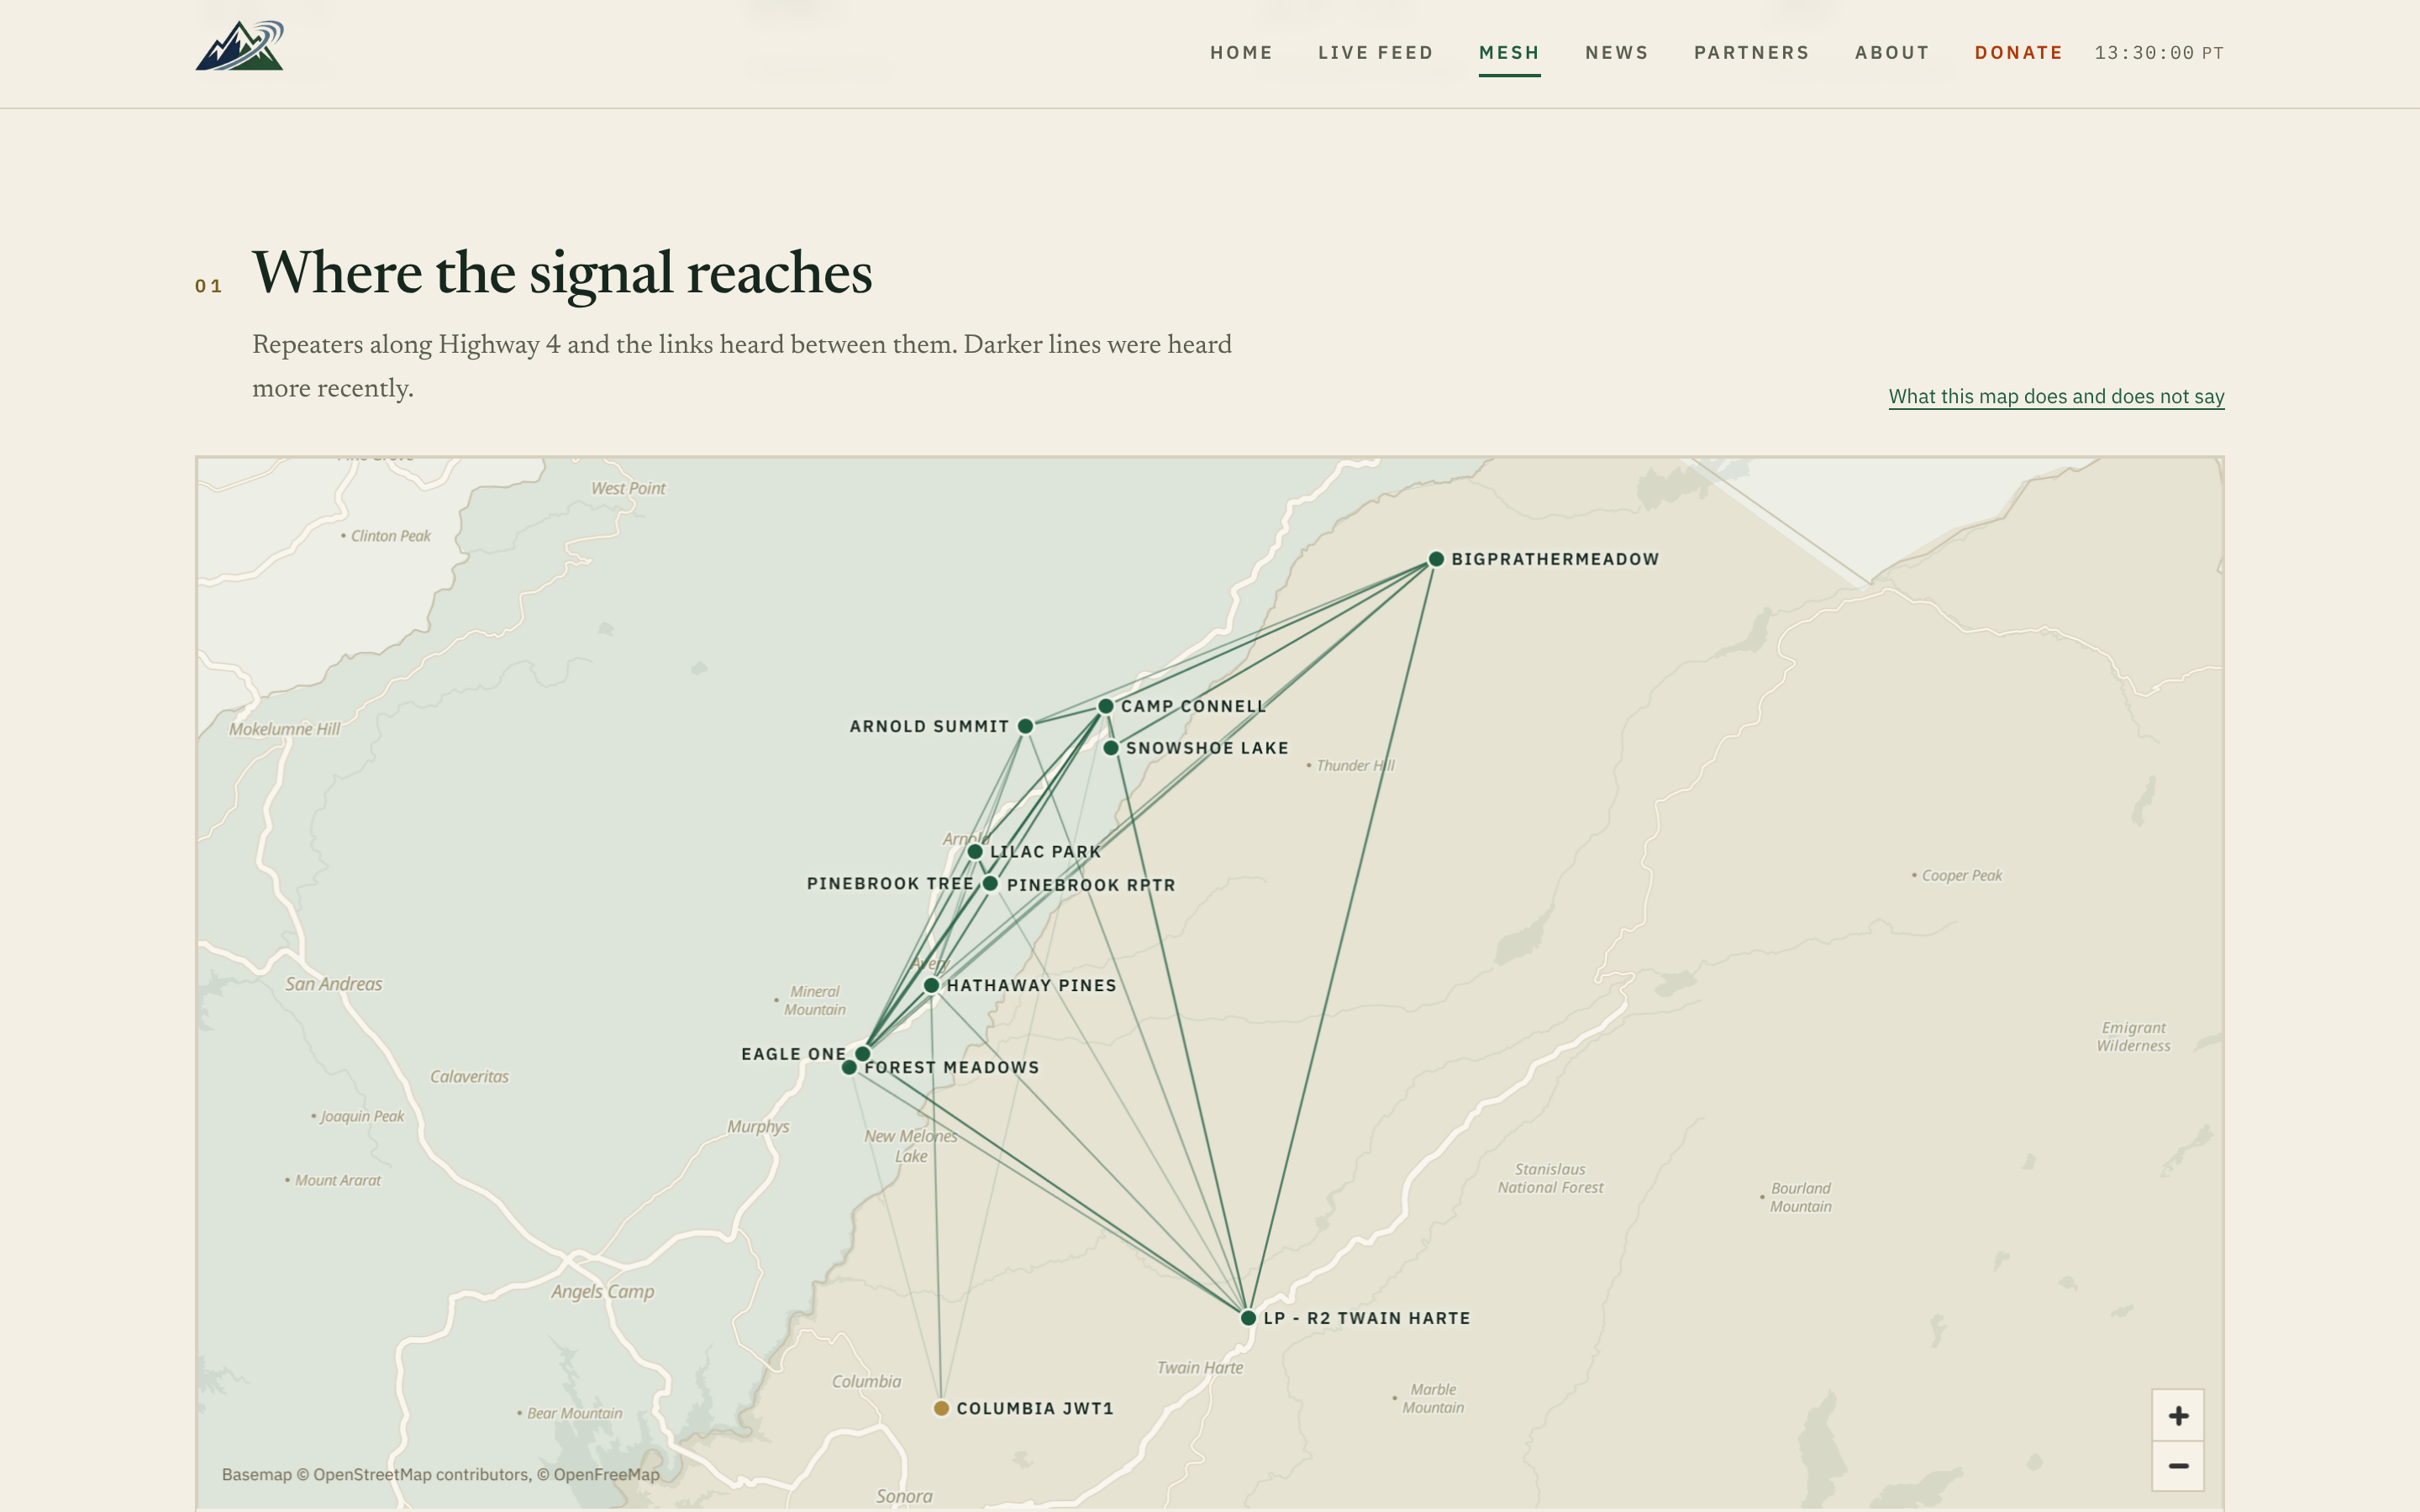 HOME LIVE FEED MESH NEWS PARTNERS ABOUT DONATE 13:30:00 PT
01 Where the signal reaches
Repeaters along Highway 4 and the links heard between them. Darker lines were heard
more recently.
What this map does and does not say
West Point
Clinton Peak
BIGPRATHERMEADOW
CAMP CONNELL
ARNOLD SUMMIT
Mokelumne Hill
SNOWSHOE LAKE
Thunder Hill
Arnold
LILAC PARK
Cooper Peak
PINEBROOK TREE
PINEBROOK RPTR
Avery
San Andreas
HATHAWAY PINES
Mineral
Mountain
Emigrant
Wilderness
EAGLE ONE
FOREST MEADOWS
Calaveritas
Joaquin Peak
Murphys
New Melones
Lake
Stanislaus
National Forest
Mount Ararat
Bourland
Mountain
Angels Camp
LP - R2 TWAIN HARTE
Twain Harte
Columbia
Marble
Mountain
COLUMBIA JWT1
Bear Mountain
Basemap © OpenStreetMap contributors, © OpenFreeMap
Sonora